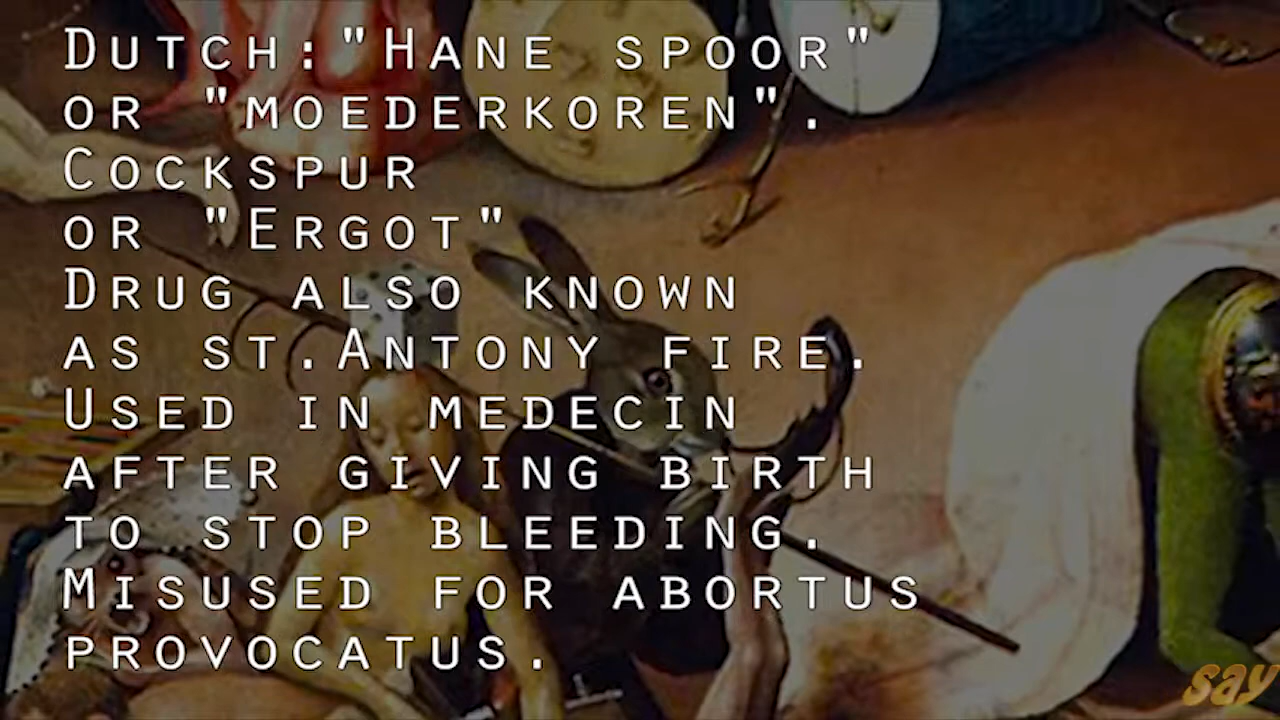 Dutch:"Hane spoor"
or "moederkoren".
Cockspur
or "Ergot"
Drug also known
as st.Antony fire.
Used in medecin
after giving birth
to stop bleeding.
Misused for abortus
provocatus.
say